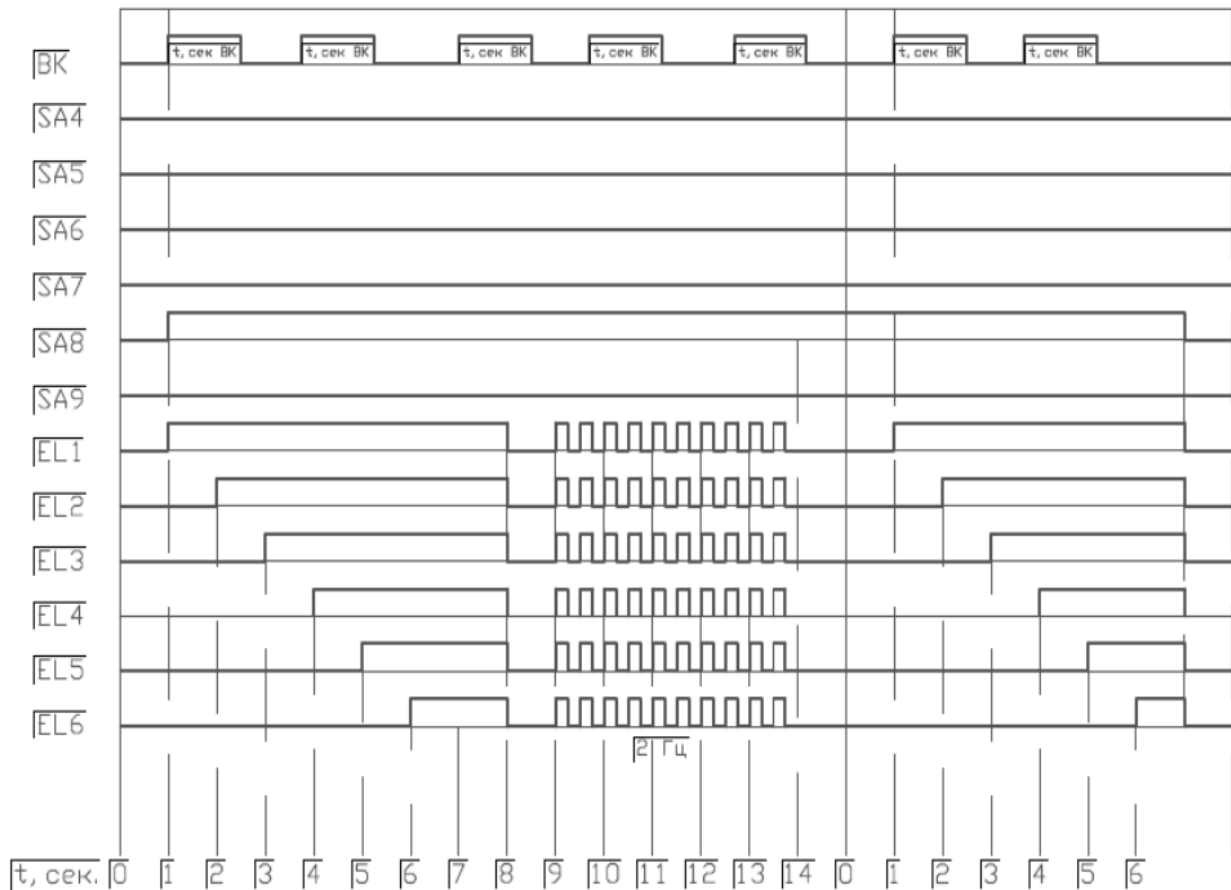 t, сек ВК t, сек ВК t, сек ВК t, сек ВК t, сек ВК t, сек ВК t, сек ВК
ВК
SA4
SA5
SA6
SA7
SA8
SA9
EL1
EL2
EL3
EL4
EL5
EL6
2 Гц
t, сек. 0 1 2 3 4 5 6 7 8 9 10 11 12 13 14 0 1 2 3 4 5 6